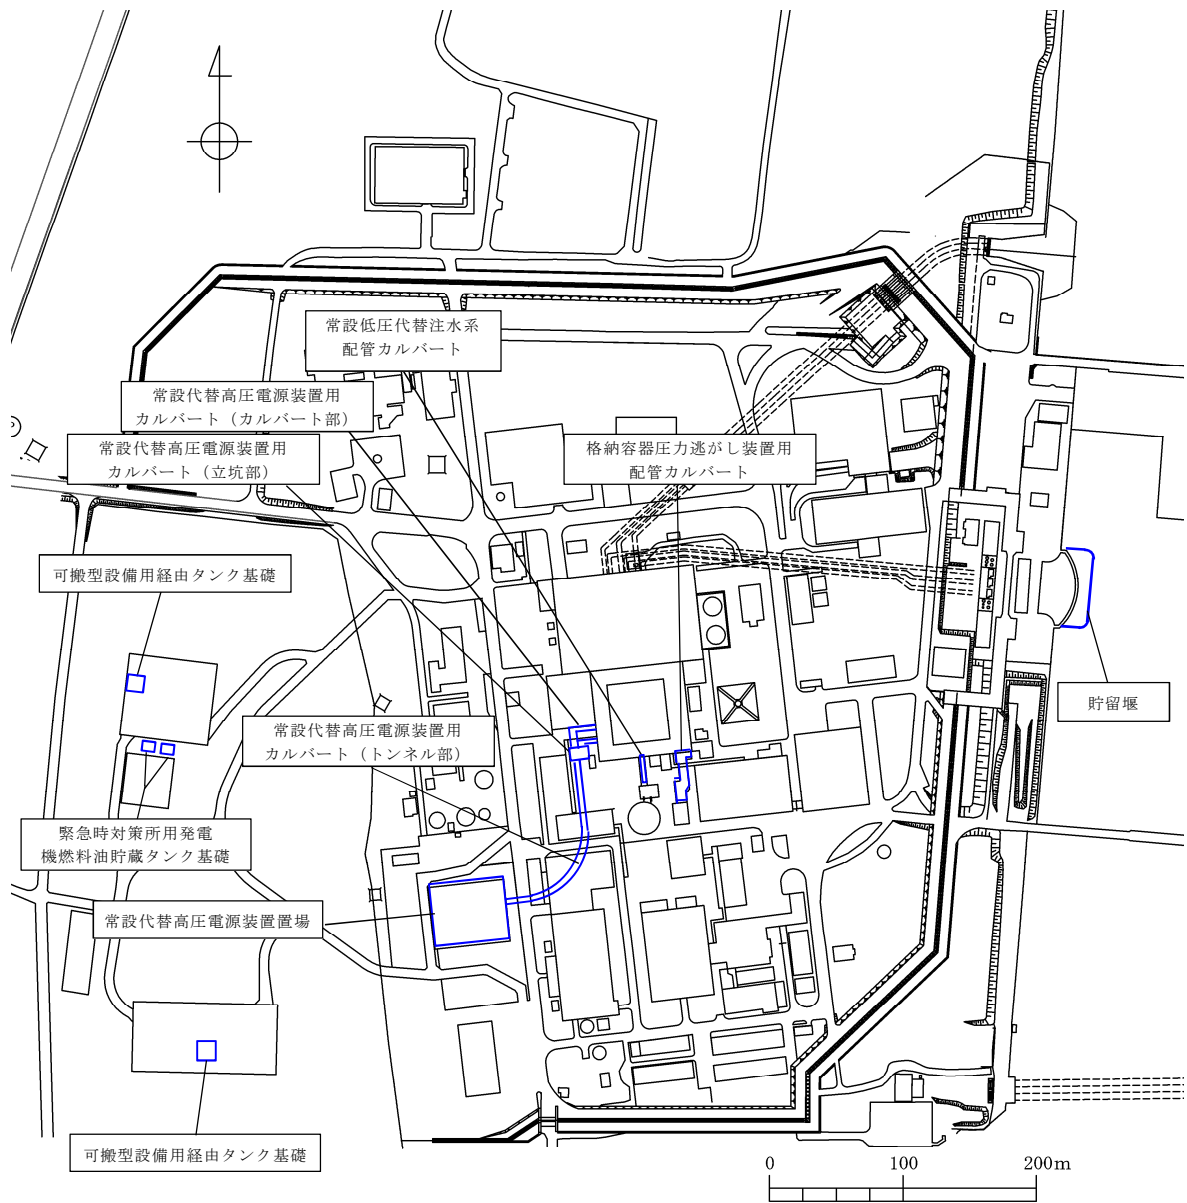 常設低圧代替注水系
配管カルバート
常設代替高圧電源装置用
カルバート（カルバート部）
常設代替高圧電源装置用
カルバート（立坑部）
格納容器圧力逃がし装置用
配管カルバート
可搬型設備用経由タンク基礎
貯留堰
常設代替高圧電源装置用
カルバート（トンネル部）
緊急時対策所用発電
機燃料油貯蔵タンク基礎
常設代替高圧電源装置置場
可搬型設備用経由タンク基礎
0 100 200m